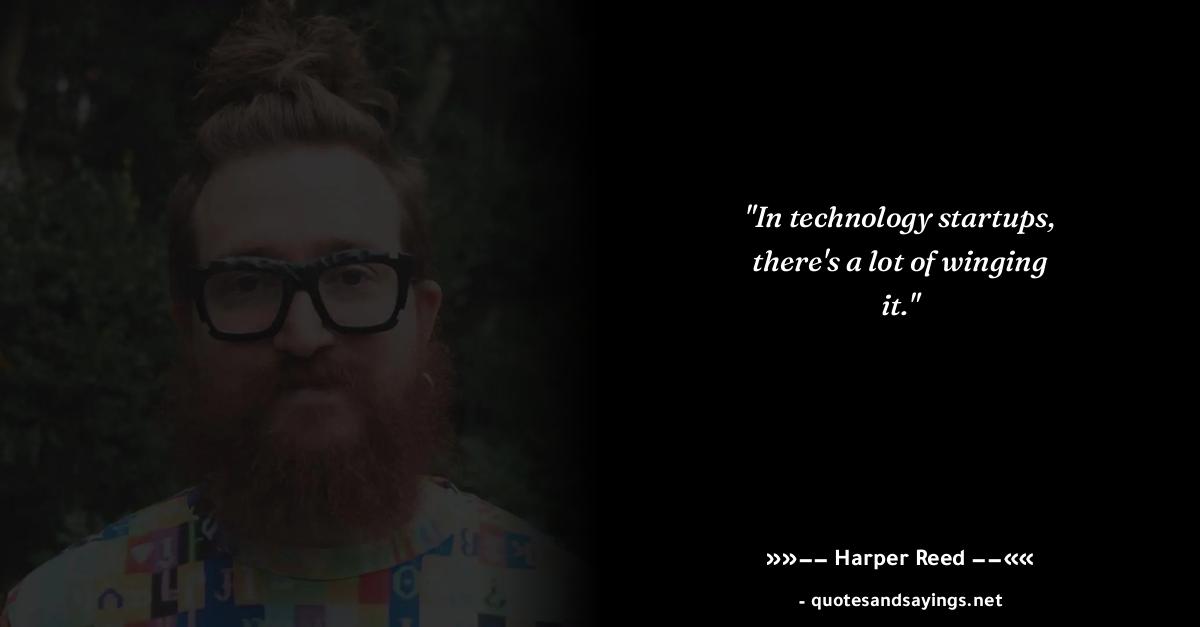 "In technology startups,
there's a lot of winging
it."
»»–– Harper Reed ––««
- quotesandsayings.net